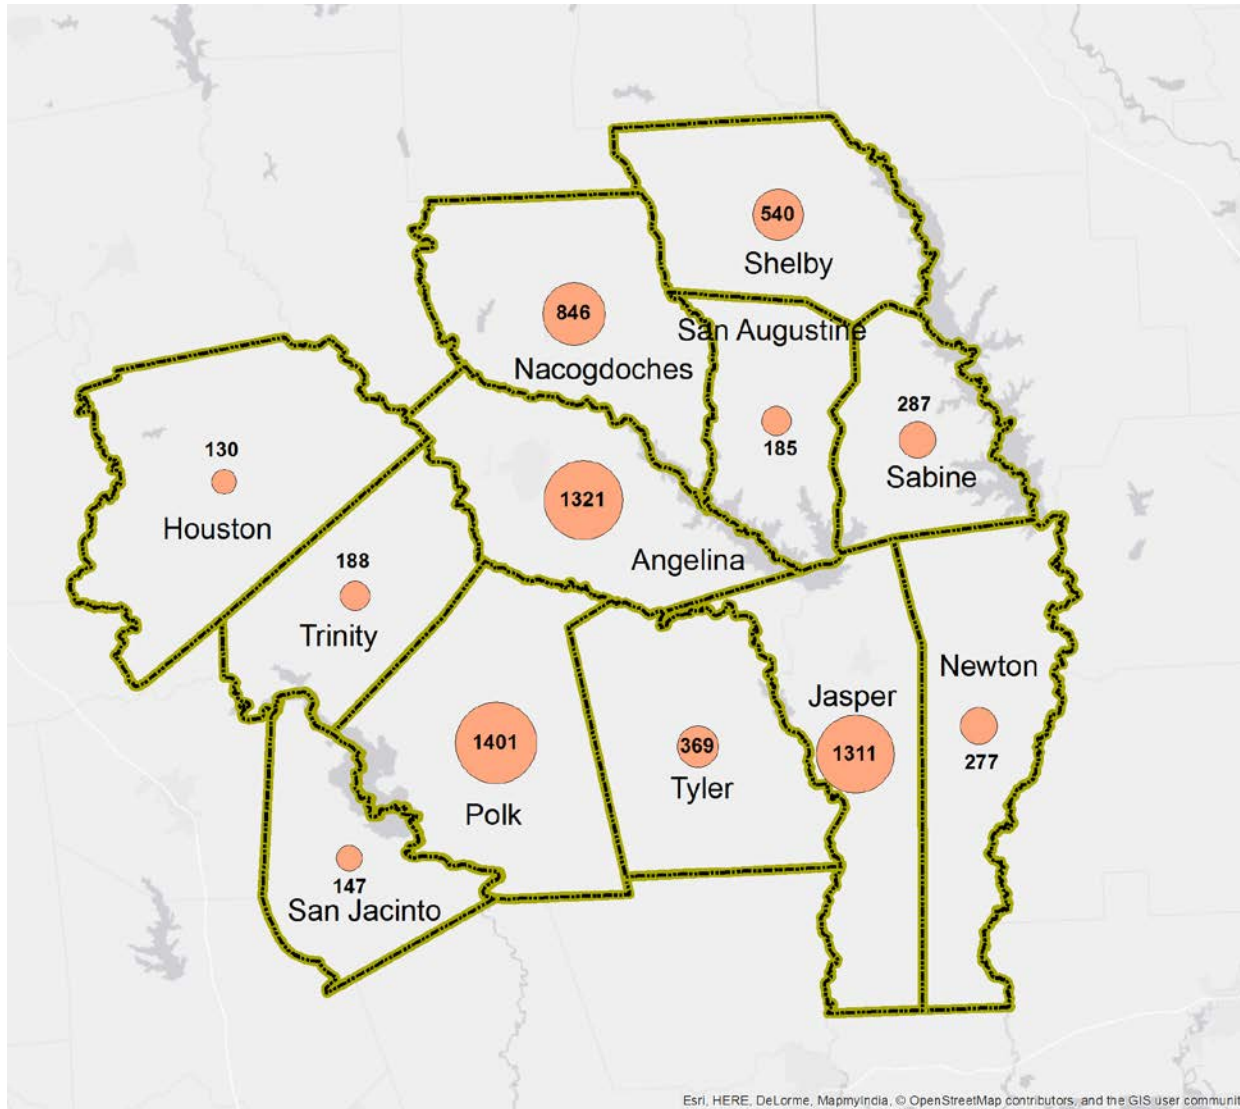 540
Shelby
846
San Augustine
Nacogdoches
287
130
185
Sabine
1321
Houston
Angelina
188
Trinity
Newton
Jasper
1401
369
1311
277
Tyler
Polk
147
San Jacinto
Esri, HERE, DeLorme, MapmyIndia, © OpenStreetMap contributors, and the GIS user communit